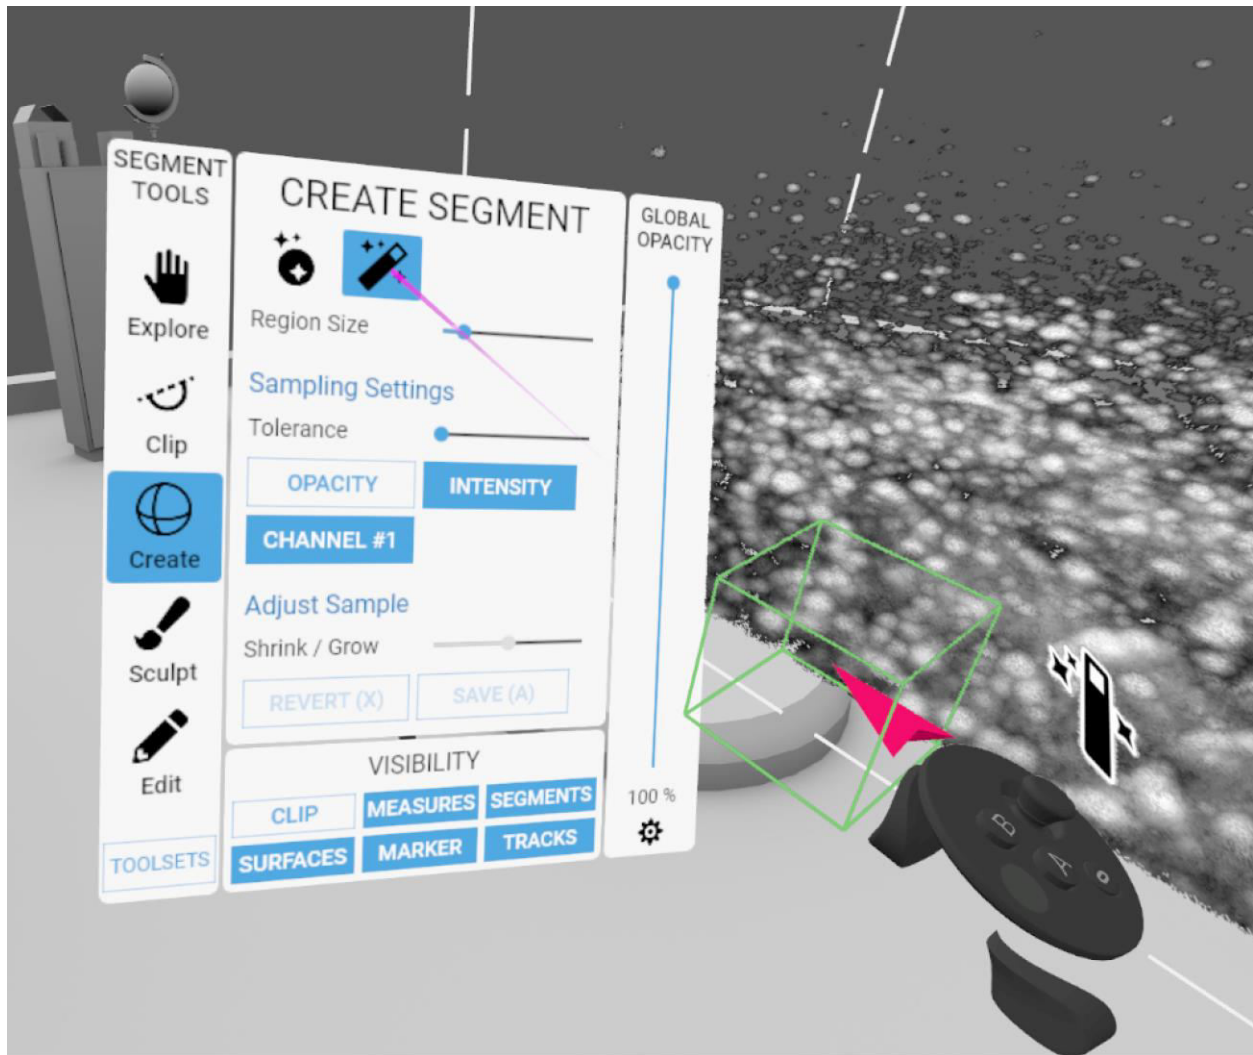 SEGMENT
TOOLS
Explore
Clip
Create
Sculpt
Edit
TOOLSETS
CREATE SEGMENT
Region Size
Sampling Settings
Tolerance
OPACITY INTENSITY
CHANNEL #1
Adjust Sample
Shrink / Grow
REVERT (X) SAVE (A)
VISIBILITY
CLIP MEASURES SEGMENTS
SURFACES MARKER TRACKS
GLOBAL
OPACITY
100 %
B
A